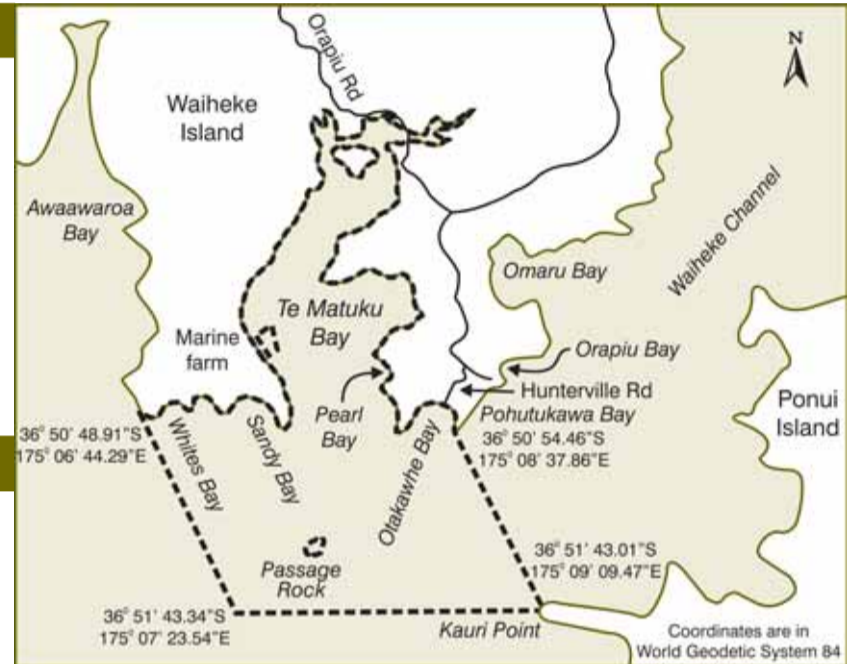 Orapiu Rd
N
Waiheke
Island
Awaawaroa
Bay
Waiheke Channel
Omaru Bay
Te Matuku
Bay
Marine
farm
Orapiu Bay
Hunterville Rd
Ponui
Island
Pearl
Bay
Pohutukawa Bay
36° 50' 48.91"S
175° 06' 44.29"E
Whites Bay
Sandy Bay
Otakawhe Bay
36° 50' 54.46"S
175° 08' 37.86"E
36° 51' 43.01"S
175° 09' 09.47"E
Passage
Rock
36° 51' 43.34"S
175° 07' 23.54"E
Kauri Point
Coordinates are in
World Geodetic System 84